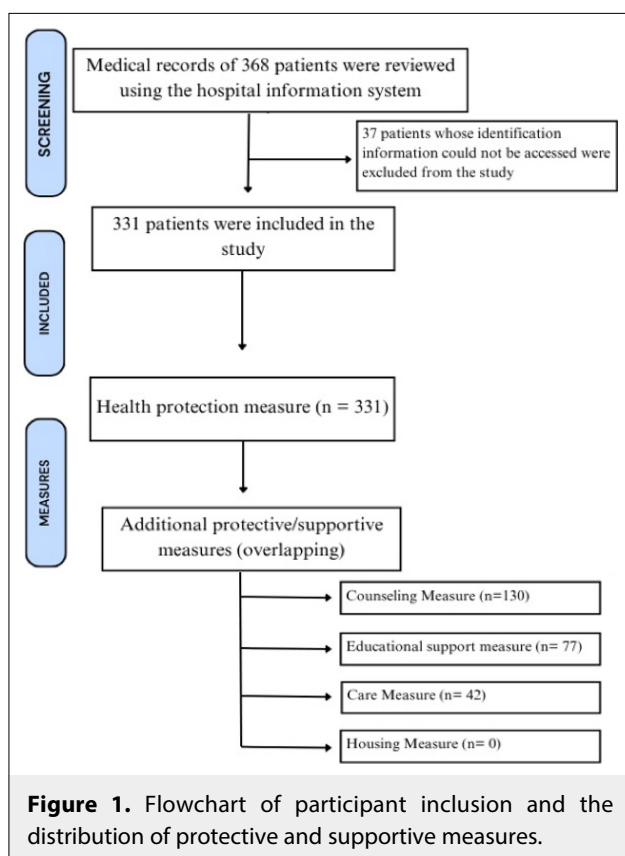 SCREENING
Medical records of 368 patients were reviewed
using the hospital information system
37 patients whose identification
information could not be accessed were
excluded from the study
INCLUDED
331 patients were included in the
study
Health protection measure (n = 331)
MEASURES
Additional protective/supportive
measures (overlapping)
Counseling Measure (n=130)
Educational support measure (n= 77)
Care Measure (n= 42)
Housing Measure (n= 0)
Figure 1. Flowchart of participant inclusion and the
distribution of protective and supportive measures.